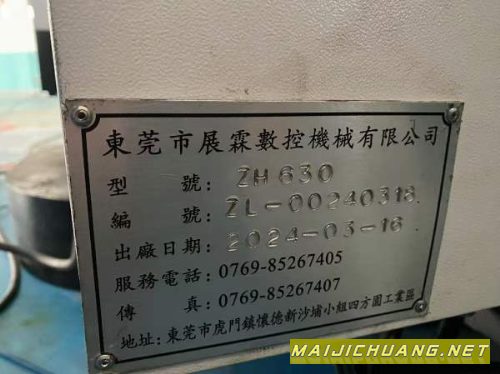 東莞市展霖數控機械有限公司
型 號: ZH630
編 號: ZL-00240318
出廠日期: 2024-03-16
服務電話: 0769-85267405
傳 真: 0769-85267407
地址: 東莞市虎門鎮懷德新沙埔小組四方園工業區
MAIJICHUANG.NET